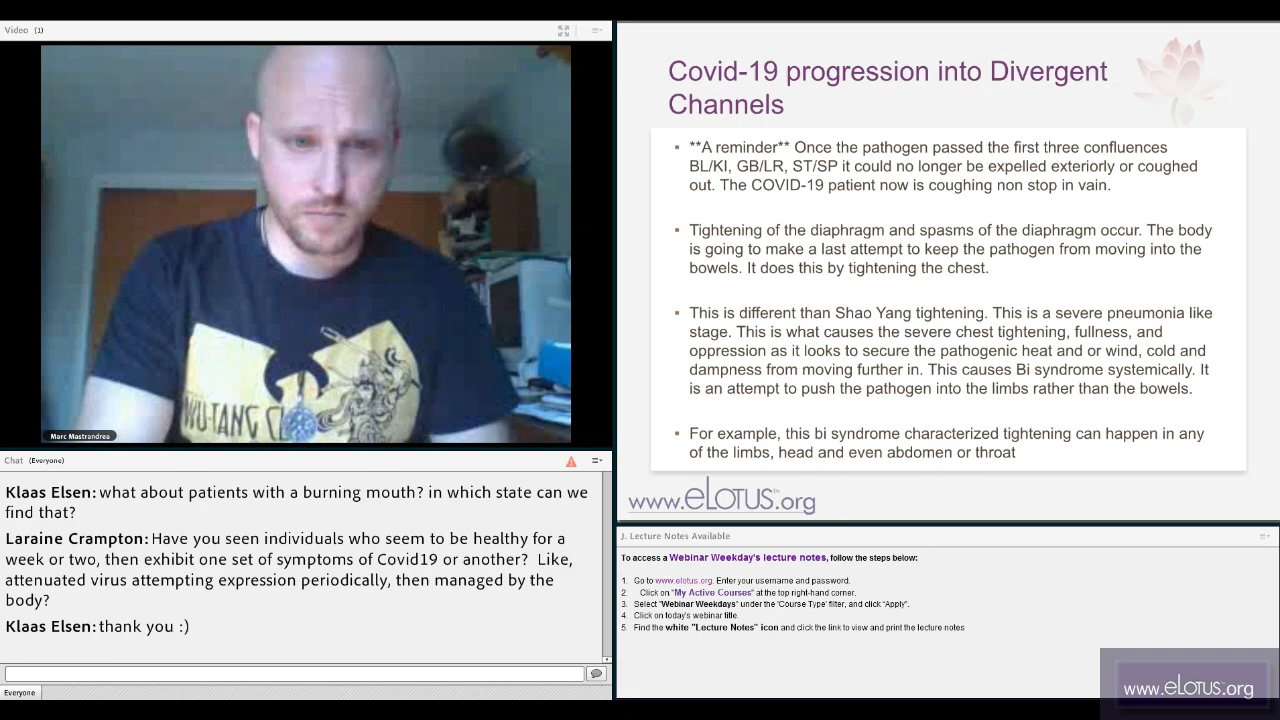 Video (1)
WU-TANG CL
Marc Mastrandrea
Chat (Everyone)
Klaas Elsen: what about patients with a burning mouth? in which state can we
find that?
Laraine Crampton: Have you seen individuals who seem to be healthy for a
week or two, then exhibit one set of symptoms of Covid19 or another? Like,
attenuated virus attempting expression periodically, then managed by the
body?
Klaas Elsen: thank you :)
Everyone
Covid-19 progression into Divergent
Channels
▪ **A reminder** Once the pathogen passed the first three confluences
BL/KI, GB/LR, ST/SP it could no longer be expelled exteriorly or coughed
out. The COVID-19 patient now is coughing non stop in vain.
▪ Tightening of the diaphragm and spasms of the diaphragm occur. The body
is going to make a last attempt to keep the pathogen from moving into the
bowels. It does this by tightening the chest.
▪ This is different than Shao Yang tightening. This is a severe pneumonia like
stage. This is what causes the severe chest tightening, fullness, and
oppression as it looks to secure the pathogenic heat and or wind, cold and
dampness from moving further in. This causes Bi syndrome systemically. It
is an attempt to push the pathogen into the limbs rather than the bowels.
▪ For example, this bi syndrome characterized tightening can happen in any
of the limbs, head and even abdomen or throat
www.eLOTUS.org
J. Lecture Notes Available
To access a Webinar Weekday's lecture notes, follow the steps below:
1. Go to www.elotus.org. Enter your username and password.
2. Click on "My Active Courses" at the top right-hand corner.
3. Select "Webinar Weekdays" under the 'Course Type' filter, and click "Apply".
4. Click on today's webinar title.
5. Find the white "Lecture Notes" icon and click the link to view and print the lecture notes
www.eLOTUS.org